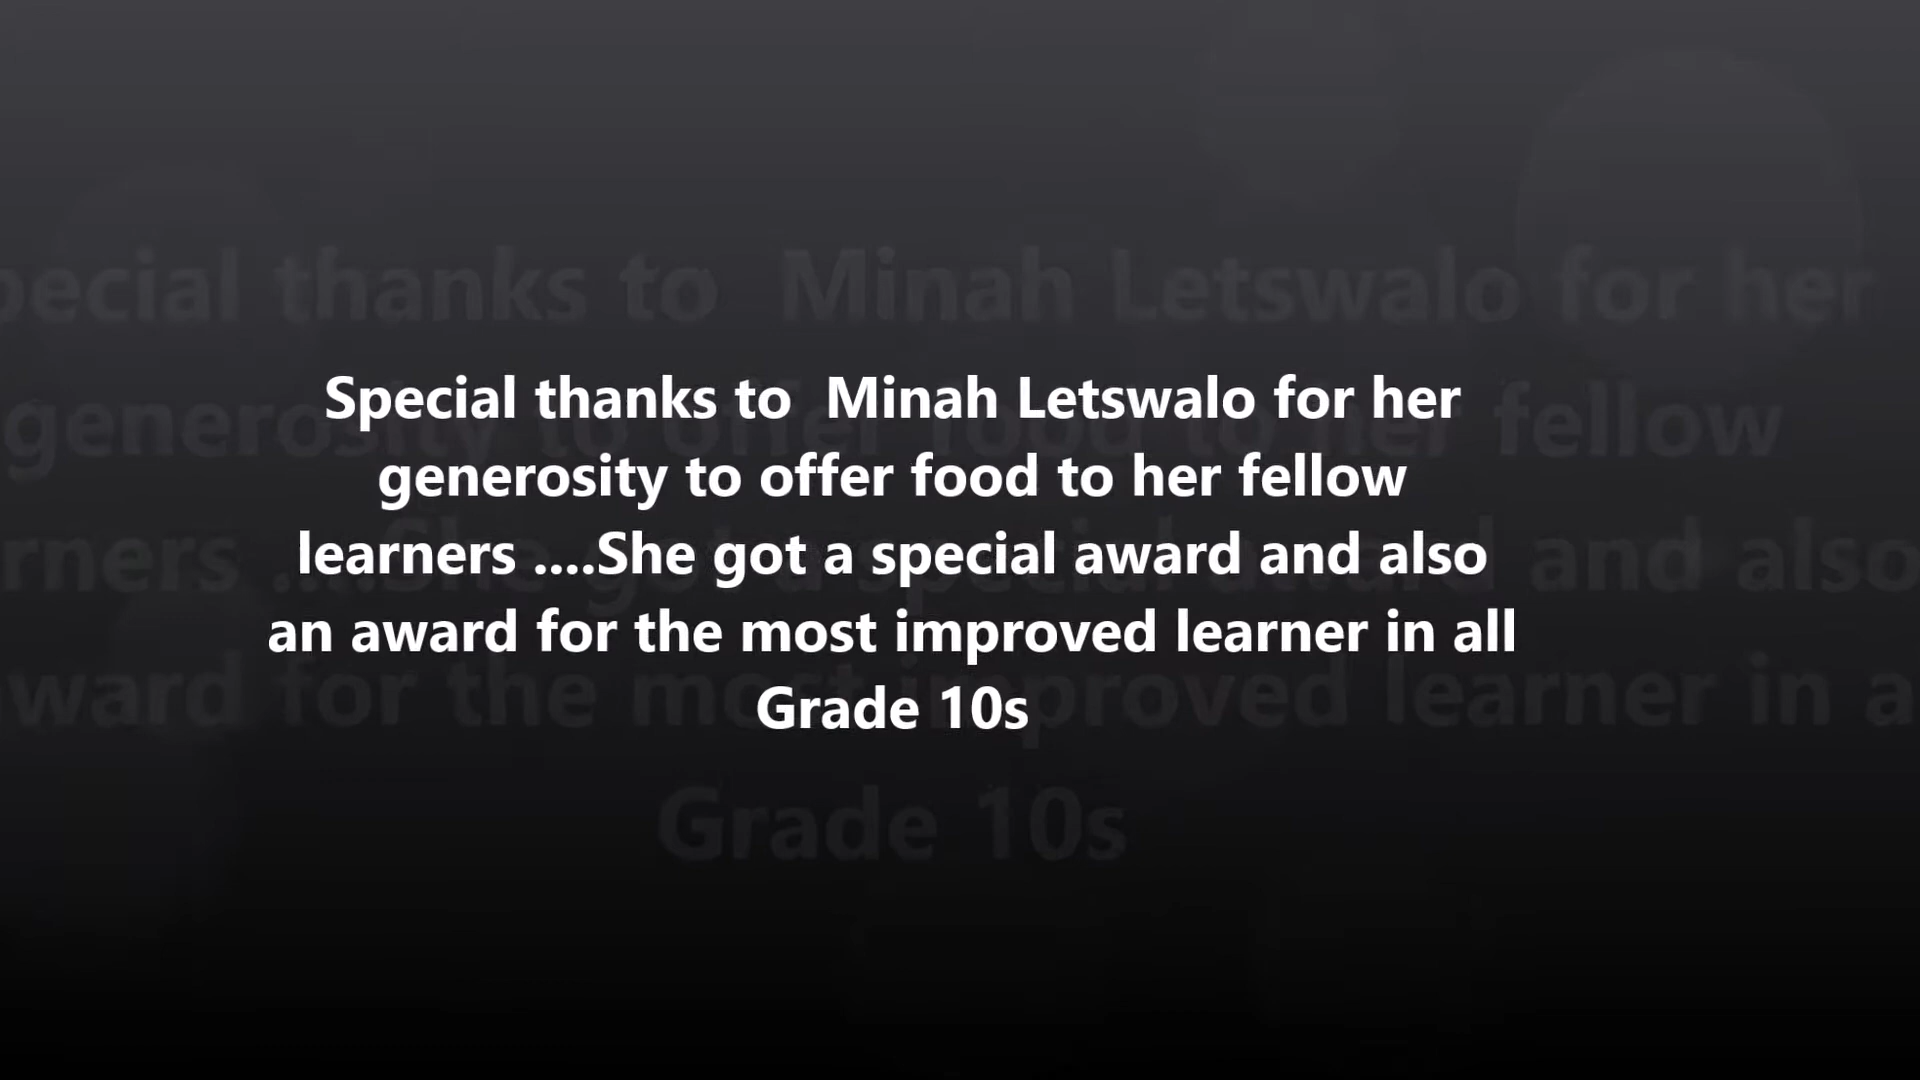 Special thanks to  Minah Letswalo for her
generosity to offer food to her fellow
learners ....She got a special award and also
an award for the most improved learner in all
Grade 10s